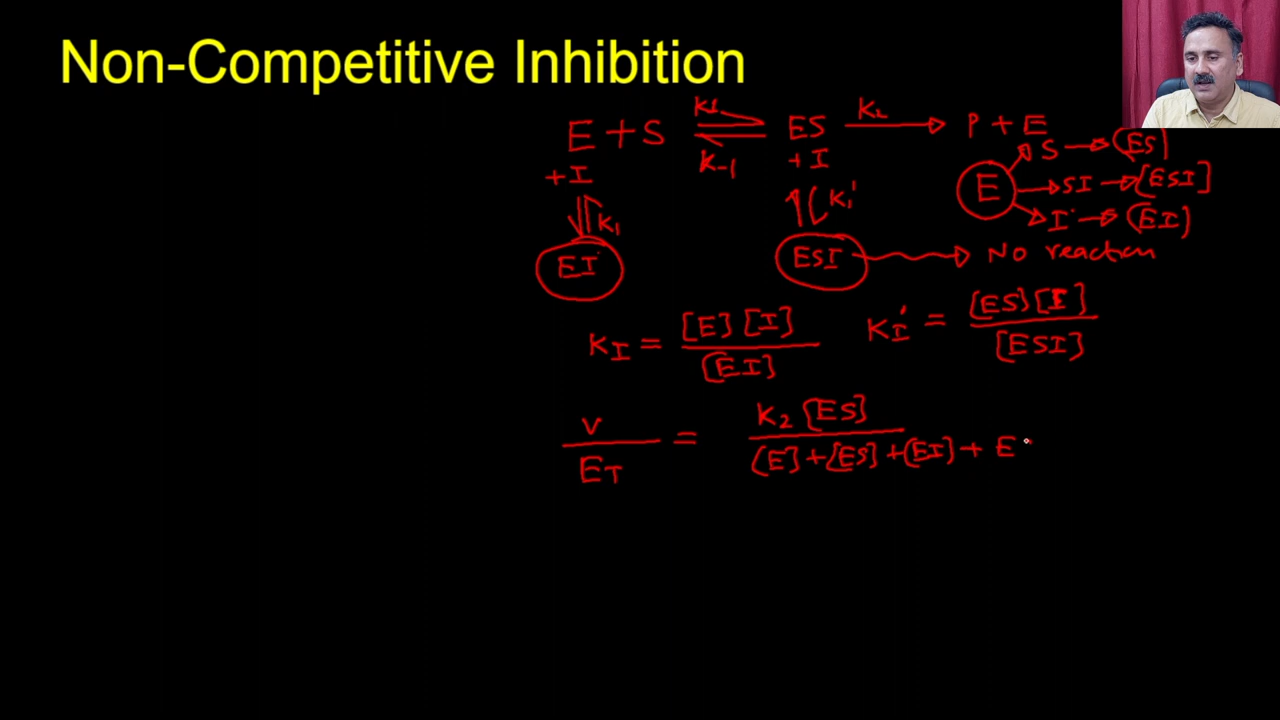 Non-Competitive Inhibition
E + S ⇌ ES → P + E
K1 K2
K-1
+ I + I
K1 K1'
E
S → (ES)
SI → [ESI]
I → (EI)
EI ESI → No reaction
KI = [E] [I] / [EI]
KI' = [ES] [I] / [ESI]
v / ET = K2 [ES] / [E] + [ES] + [EI] + E